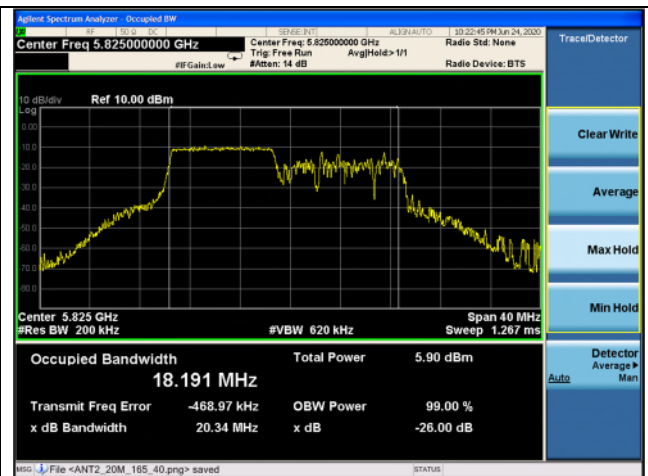 Agilent Spectrum Analyzer - Occupied BW
RF 50 Ω DC SENSE:INT ALIGN AUTO 10:22:45 PM Jun 24, 2020
Center Freq 5.825000000 GHz
Center Freq: 5.825000000 GHz
Radio Std: None
Trig: Free Run Avg|Hold:>1/1
#IFGain:Low #Atten: 14 dB
Radio Device: BTS
Trace/Detector
10 dB/div Ref 10.00 dBm
Log
0.00
-10.0
-20.0
-30.0
-40.0
-50.0
-60.0
-70.0
-80.0
Clear Write
Average
Max Hold
Min Hold
Center 5.825 GHz Span 40 MHz
#Res BW 200 kHz #VBW 620 kHz Sweep 1.267 ms
Occupied Bandwidth Total Power 5.90 dBm
18.191 MHz
Transmit Freq Error -468.97 kHz OBW Power 99.00 %
x dB Bandwidth 20.34 MHz x dB -26.00 dB
Detector
Average
Auto Man
MSG File <ANT2_20M_165_40.png> saved STATUS